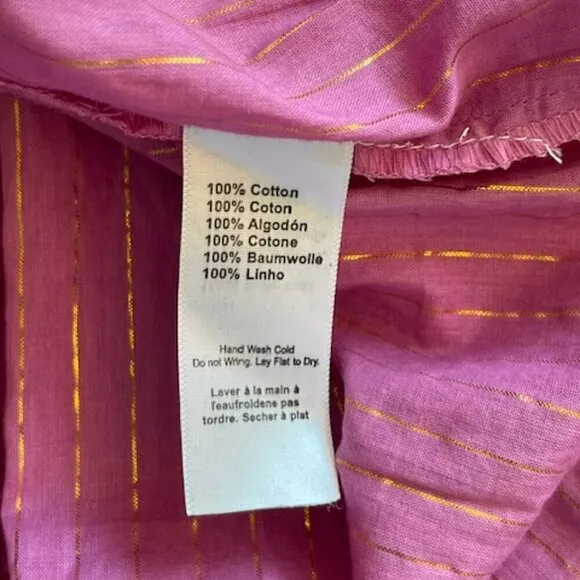 100% Cotton
100% Coton
100% Algodón
100% Cotone
100% Baumwolle
100% Linho
Hand Wash Cold
Do not Wring. Lay Flat to Dry.
Laver à la main à
l'eaufroidene pas
tordre. Secher à plat